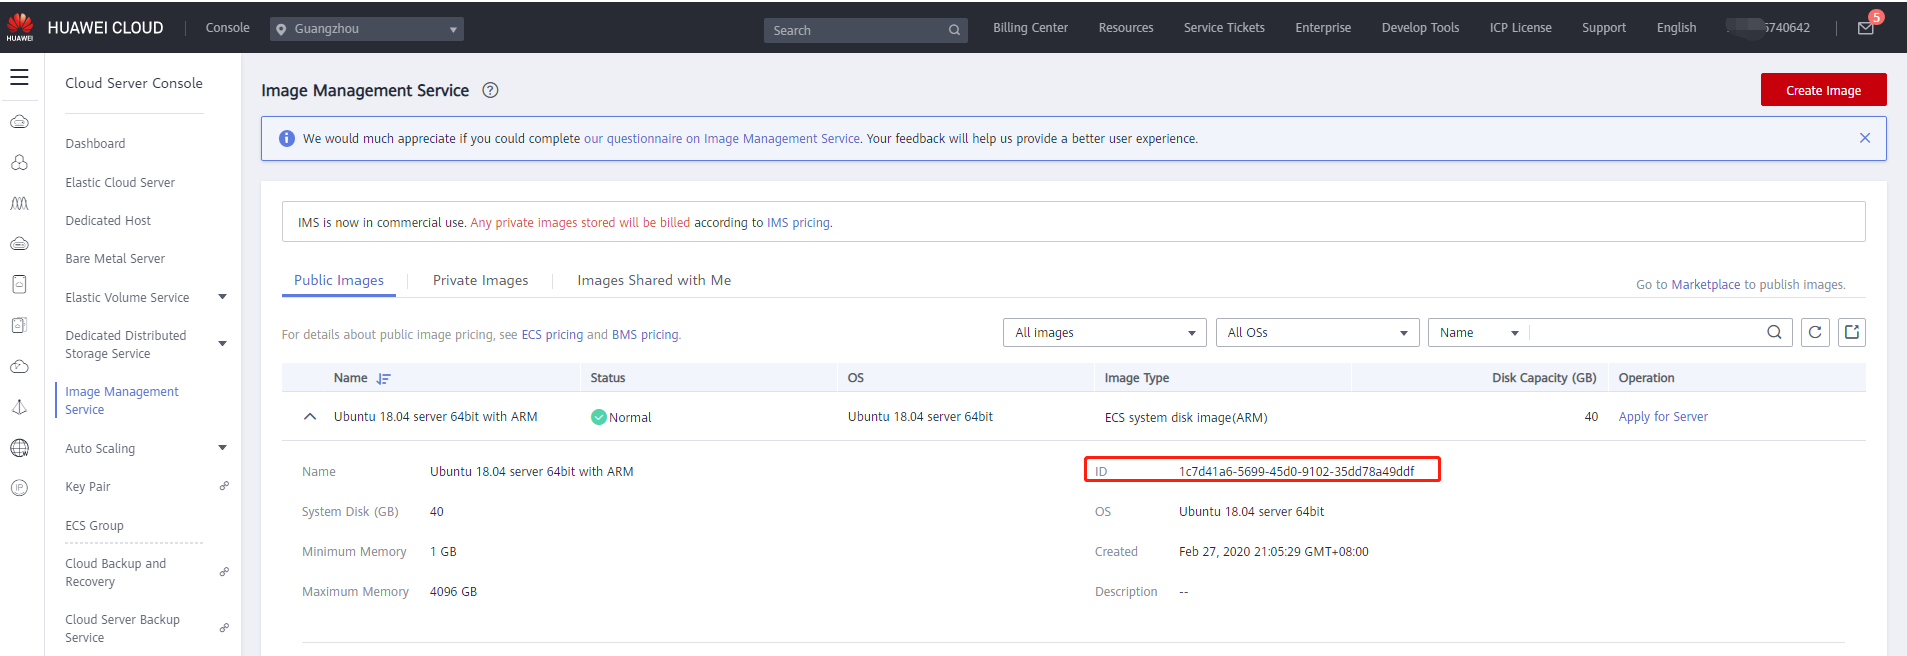 HUAWEI
HUAWEI CLOUD
Console
Guangzhou
Search
Billing Center
Resources
Service Tickets
Enterprise
Develop Tools
ICP License
Support
English
5740642
5
Cloud Server Console
Dashboard
Elastic Cloud Server
Dedicated Host
Bare Metal Server
Elastic Volume Service
Dedicated Distributed
Storage Service
Image Management
Service
Auto Scaling
Key Pair
ECS Group
Cloud Backup and
Recovery
Cloud Server Backup
Service
IP
Image Management Service ?
Create Image
We would much appreciate if you could complete our questionnaire on Image Management Service. Your feedback will help us provide a better user experience.
IMS is now in commercial use. Any private images stored will be billed according to IMS pricing.
Public Images
Private Images
Images Shared with Me
Go to Marketplace to publish images.
For details about public image pricing, see ECS pricing and BMS pricing.
All images
All OSs
Name
Name
Status
OS
Image Type
Disk Capacity (GB)
Operation
Ubuntu 18.04 server 64bit with ARM
Normal
Ubuntu 18.04 server 64bit
ECS system disk image(ARM)
40
Apply for Server
Name Ubuntu 18.04 server 64bit with ARM
ID 1c7d41a6-5699-45d0-9102-35dd78a49ddf
System Disk (GB) 40
OS Ubuntu 18.04 server 64bit
Minimum Memory 1 GB
Created Feb 27, 2020 21:05:29 GMT+08:00
Maximum Memory 4096 GB
Description --